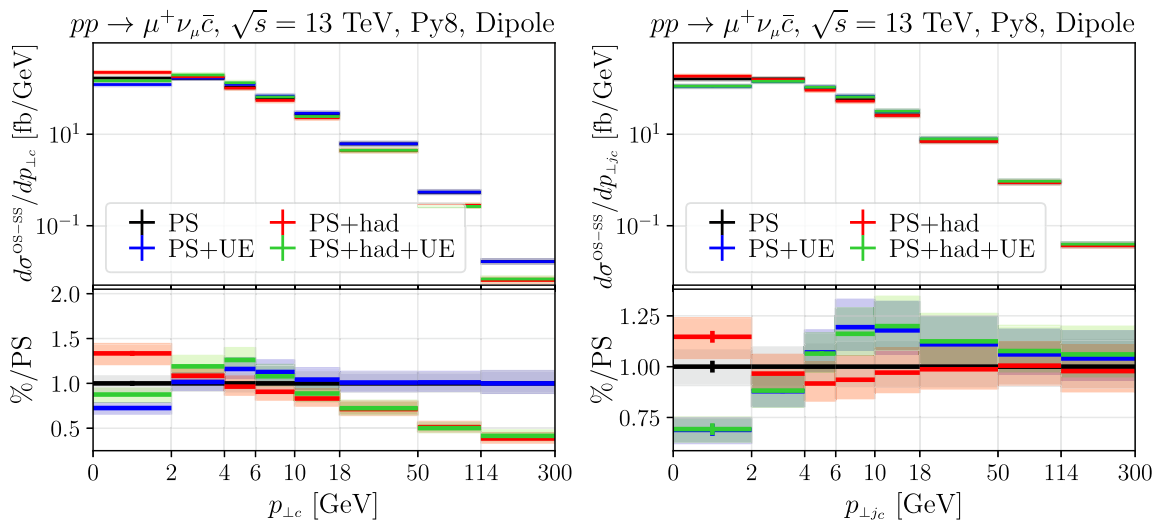 pp → μ⁺ν_μc̄, √s = 13 TeV, Py8, Dipole
dσ^{os−ss}/dp_{⊥c} [fb/GeV]
10¹
10⁻¹
PS
PS+had
PS+UE
PS+had+UE
%/PS
2.0
1.5
1.0
0.5
0 2 4 6 10 18 50 114 300
p_{⊥c} [GeV]
pp → μ⁺ν_μc̄, √s = 13 TeV, Py8, Dipole
dσ^{os−ss}/dp_{⊥j_c} [fb/GeV]
10¹
10⁻¹
PS
PS+had
PS+UE
PS+had+UE
%/PS
1.25
1.00
0.75
0 2 4 6 10 18 50 114 300
p_{⊥j_c} [GeV]